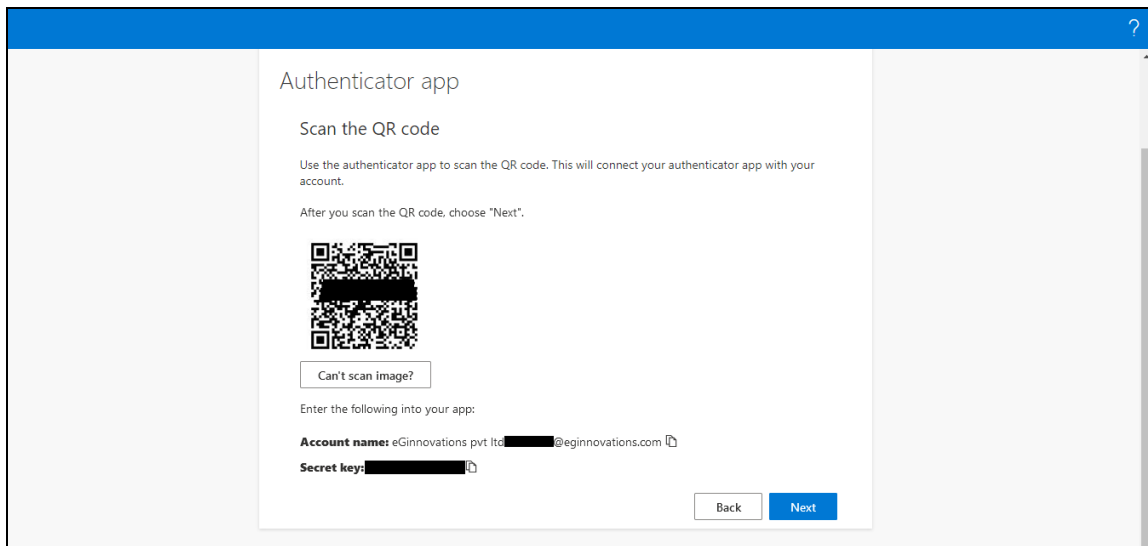 ?
Authenticator app
Scan the QR code
Use the authenticator app to scan the QR code. This will connect your authenticator app with your
account.
After you scan the QR code, choose "Next".
Can't scan image?
Enter the following into your app:
Account name: eGinnovations pvt ltd @eginnovations.com
Secret key:
Back Next